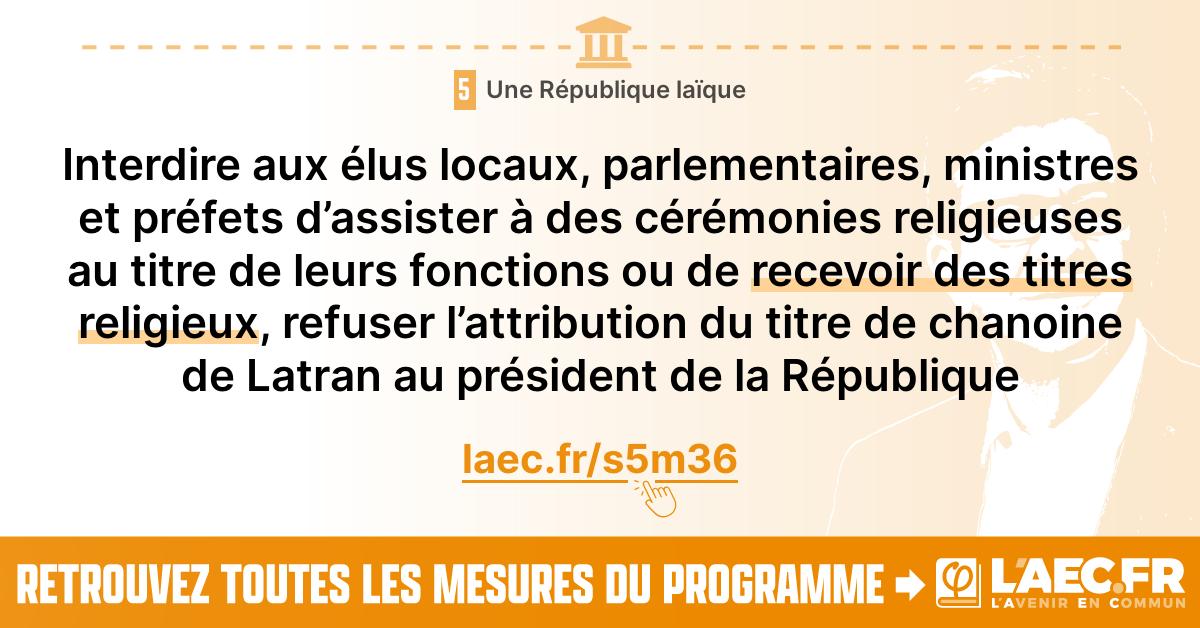 5 Une République laïque
Interdire aux élus locaux, parlementaires, ministres
et préfets d’assister à des cérémonies religieuses
au titre de leurs fonctions ou de recevoir des titres
religieux, refuser l’attribution du titre de chanoine
de Latran au président de la République
laec.fr/s5m36
RETROUVEZ TOUTES LES MESURES DU PROGRAMME
φ L'AEC.FR
L'AVENIR EN COMMUN